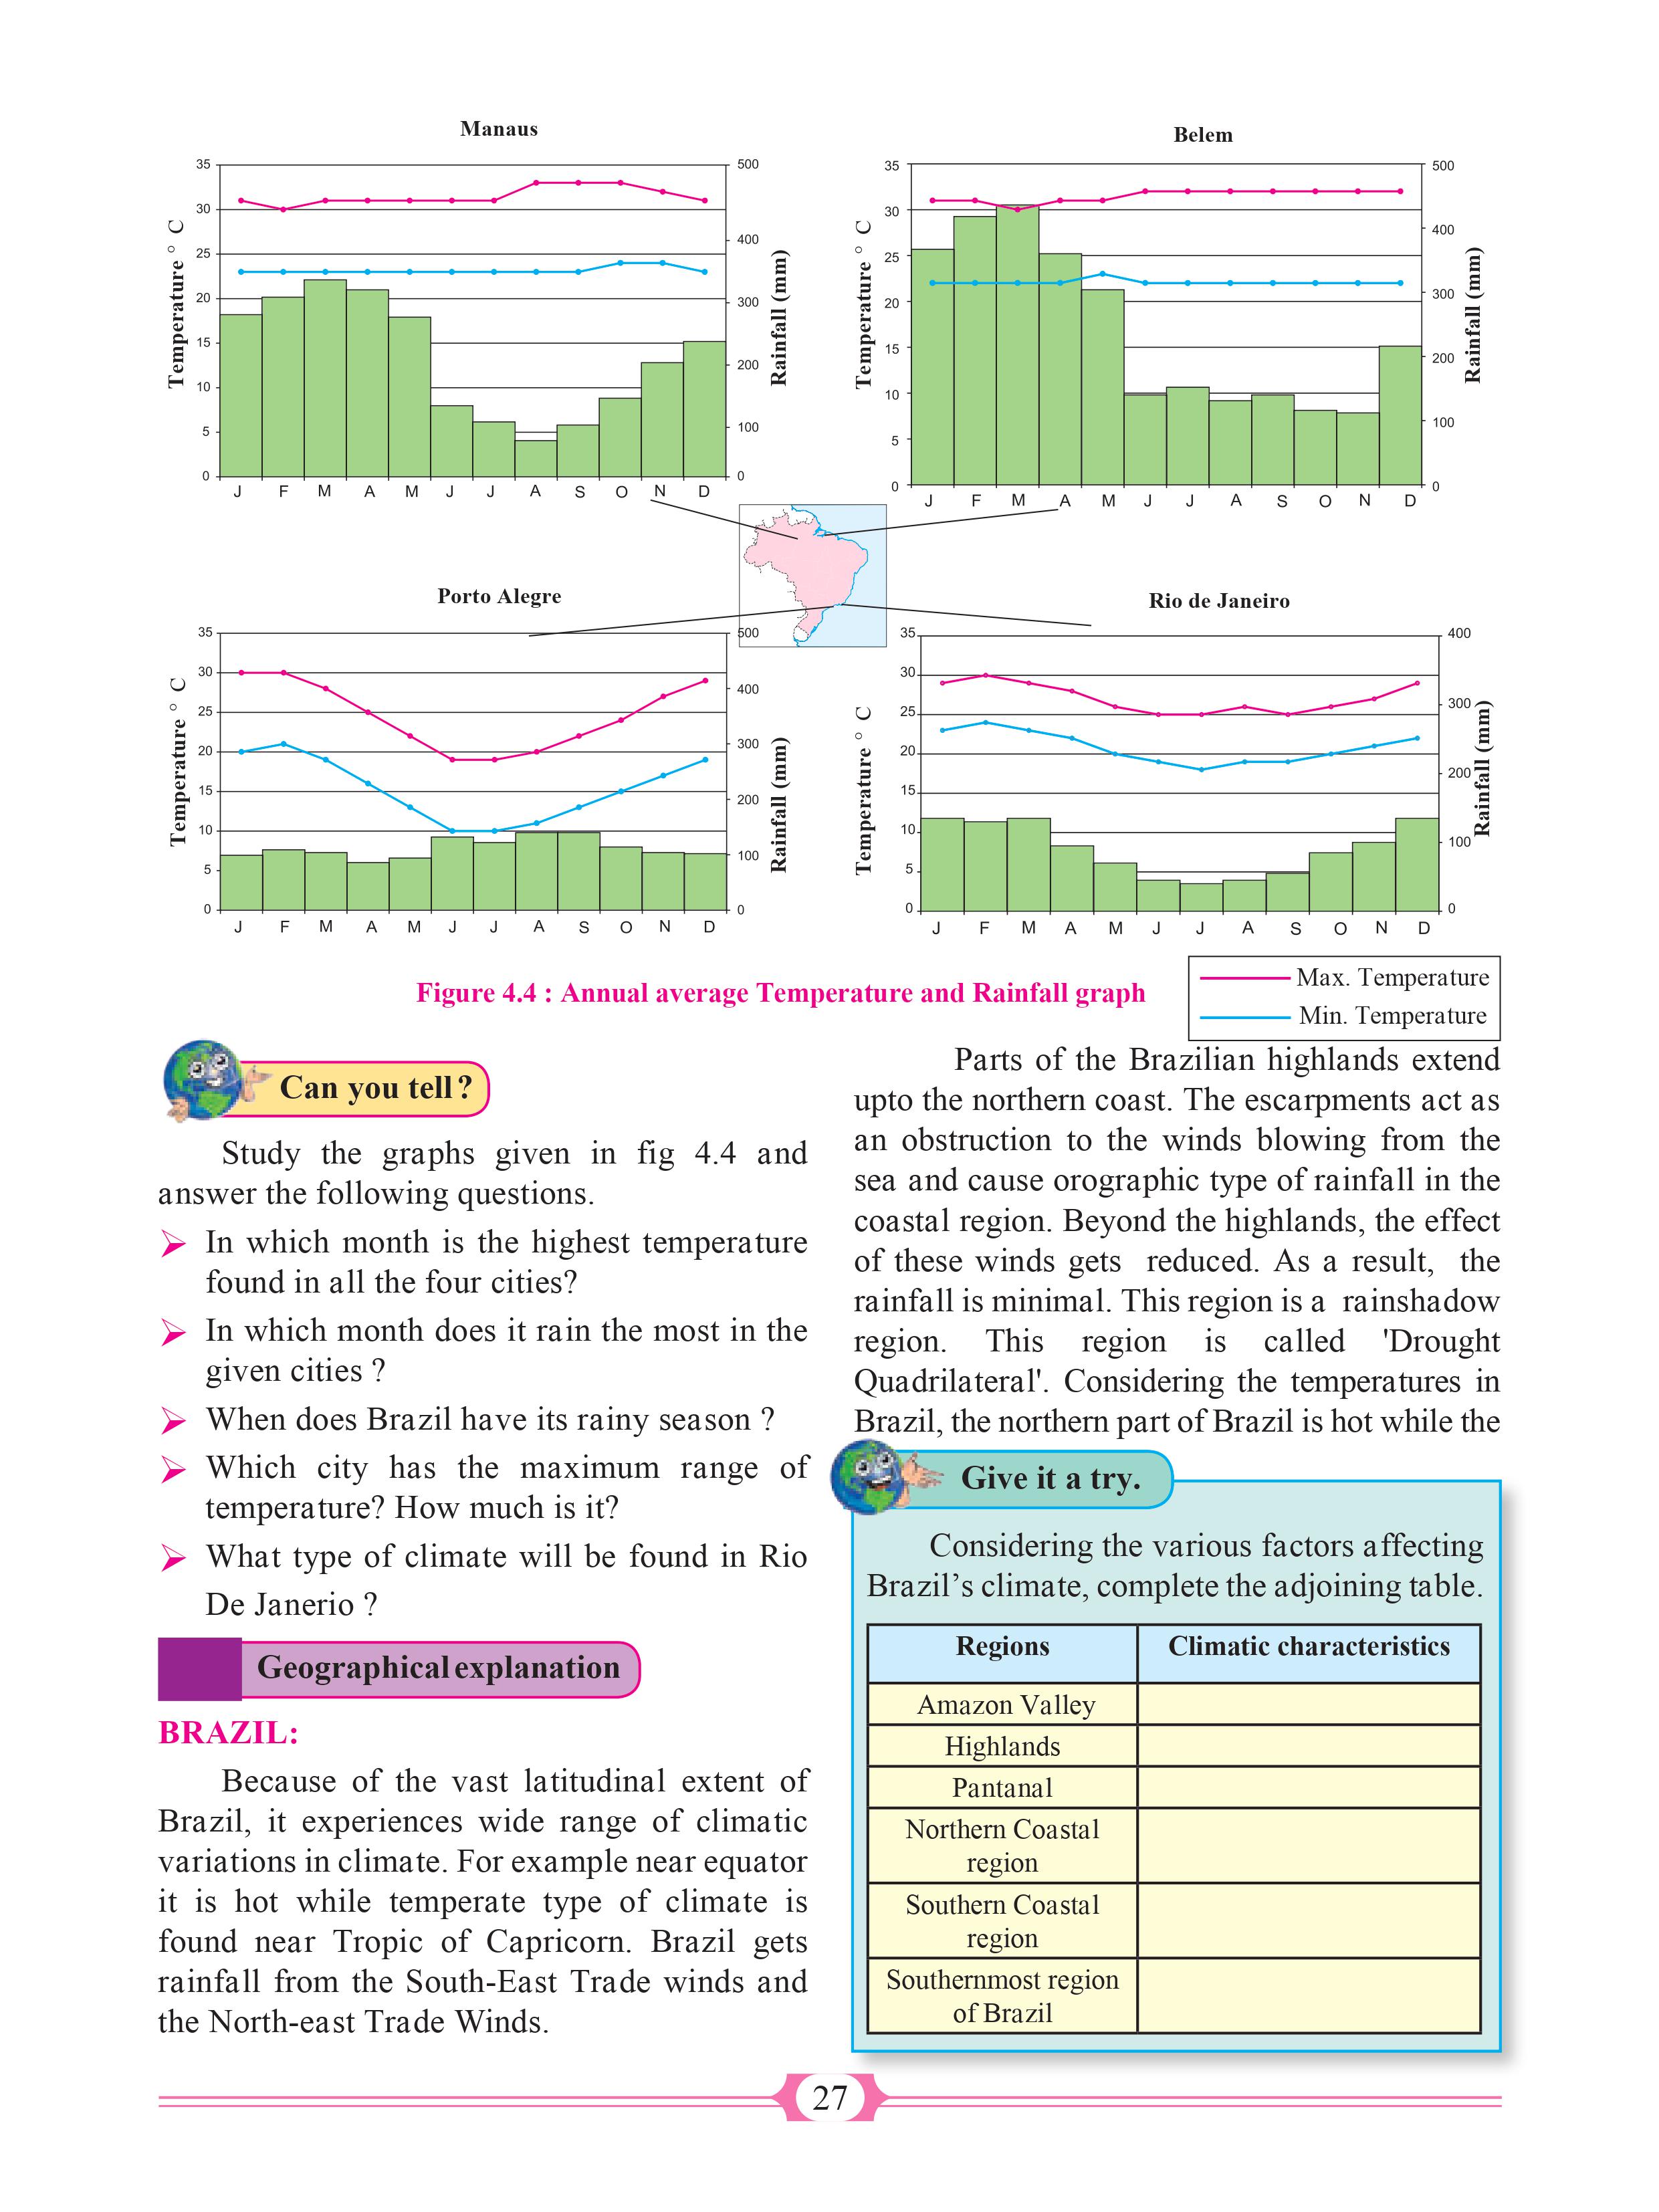 Manaus
35
30
25
20
15
10
5
0
500
400
300
200
100
0
Temperature ° C
Rainfall (mm)
J F M A M J J A S O N D
Belem
35
30
25
20
15
10
5
0
500
400
300
200
100
0
Temperature ° C
Rainfall (mm)
J F M A M J J A S O N D
Porto Alegre
35
30
25
20
15
10
5
0
500
400
300
200
100
0
Temperature ° C
Rainfall (mm)
J F M A M J J A S O N D
Rio de Janeiro
35
30
25
20
15
10
5
0
400
300
200
100
0
Temperature ° C
Rainfall (mm)
J F M A M J J A S O N D
Figure 4.4 : Annual average Temperature and Rainfall graph
Max. Temperature
Min. Temperature
Can you tell ?
Study the graphs given in fig 4.4 and
answer the following questions.
In which month is the highest temperature
found in all the four cities?
In which month does it rain the most in the
given cities ?
When does Brazil have its rainy season ?
Which city has the maximum range of
temperature? How much is it?
What type of climate will be found in Rio
De Janerio ?
Geographical explanation
BRAZIL:
Because of the vast latitudinal extent of
Brazil, it experiences wide range of climatic
variations in climate. For example near equator
it is hot while temperate type of climate is
found near Tropic of Capricorn. Brazil gets
rainfall from the South-East Trade winds and
the North-east Trade Winds.
Parts of the Brazilian highlands extend
upto the northern coast. The escarpments act as
an obstruction to the winds blowing from the
sea and cause orographic type of rainfall in the
coastal region. Beyond the highlands, the effect
of these winds gets reduced. As a result, the
rainfall is minimal. This region is a rainshadow
region. This region is called 'Drought
Quadrilateral'. Considering the temperatures in
Brazil, the northern part of Brazil is hot while the
Give it a try.
Considering the various factors affecting
Brazil’s climate, complete the adjoining table.
Regions Climatic characteristics
Amazon Valley
Highlands
Pantanal
Northern Coastal
region
Southern Coastal
region
Southernmost region
of Brazil
27